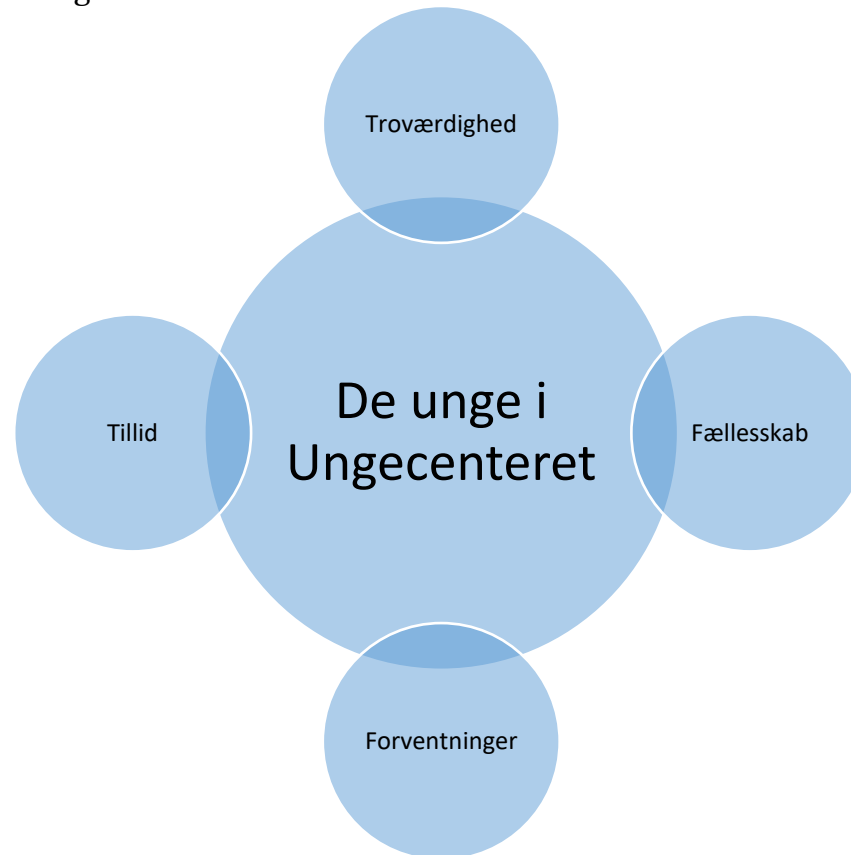 Troværdighed
De unge i
Ungecenteret
Tillid
Fællesskab
Forventninger